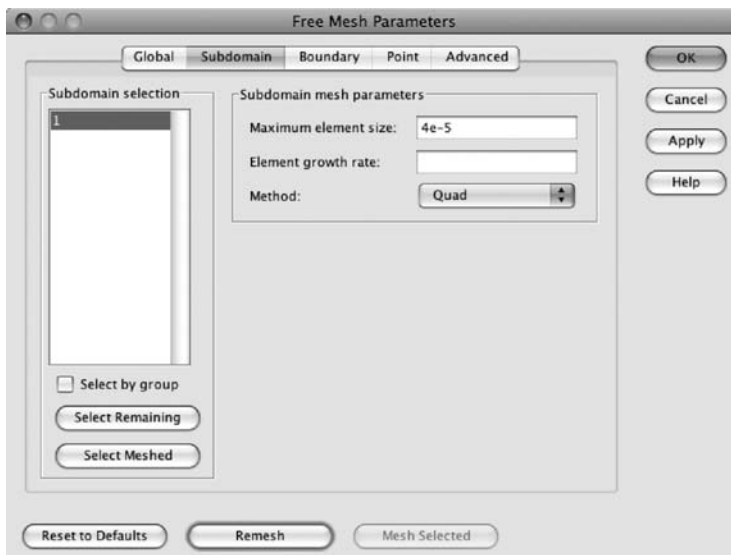 Free Mesh Parameters
Global Subdomain Boundary Point Advanced
Subdomain selection
1
Select by group
Select Remaining
Select Meshed
Subdomain mesh parameters
Maximum element size: 4e-5
Element growth rate:
Method: Quad
OK
Cancel
Apply
Help
Reset to Defaults Remesh Mesh Selected